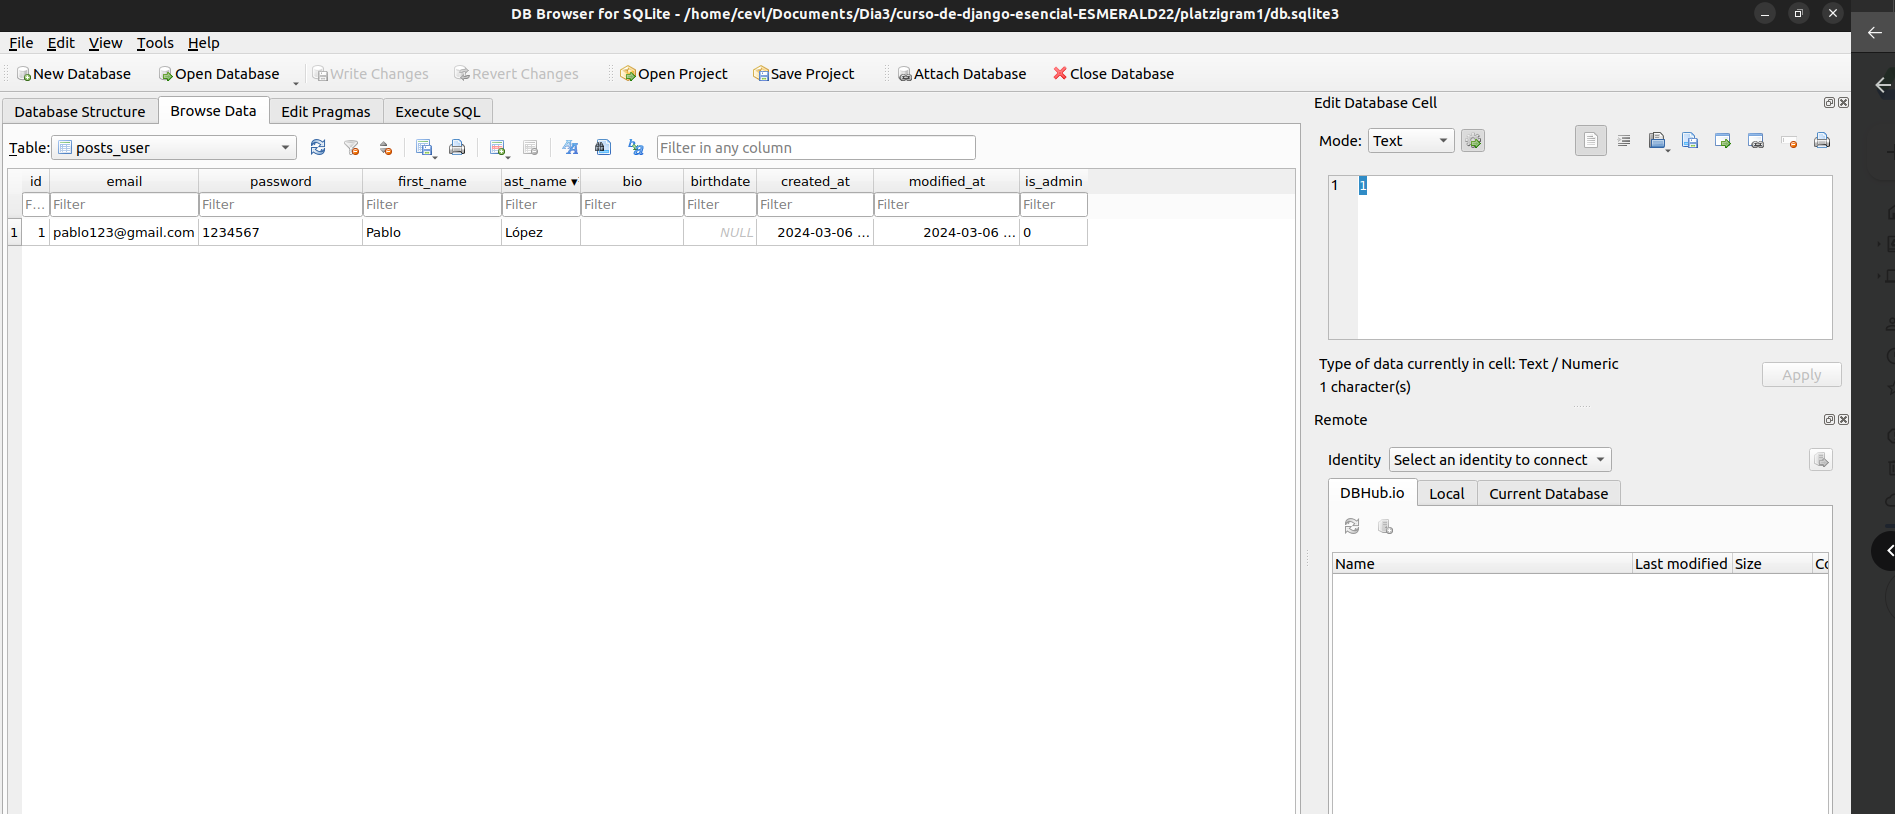 DB Browser for SQLite - /home/cevl/Documents/Dia3/curso-de-django-esencial-ESMERALD22/platzigram1/db.sqlite3
File Edit View Tools Help
New Database Open Database Write Changes Revert Changes Open Project Save Project Attach Database Close Database
Database Structure Browse Data Edit Pragmas Execute SQL
Table: posts_user Filter in any column
id email password first_name ast_name bio birthdate created_at modified_at is_admin
F... Filter Filter Filter Filter Filter Filter Filter Filter Filter
1 1 pablo123@gmail.com 1234567 Pablo López NULL 2024-03-06 ... 2024-03-06 ... 0
Edit Database Cell
Mode: Text
1 1
Type of data currently in cell: Text / Numeric
1 character(s)
Apply
Remote
Identity Select an identity to connect
DBHub.io Local Current Database
Name Last modified Size